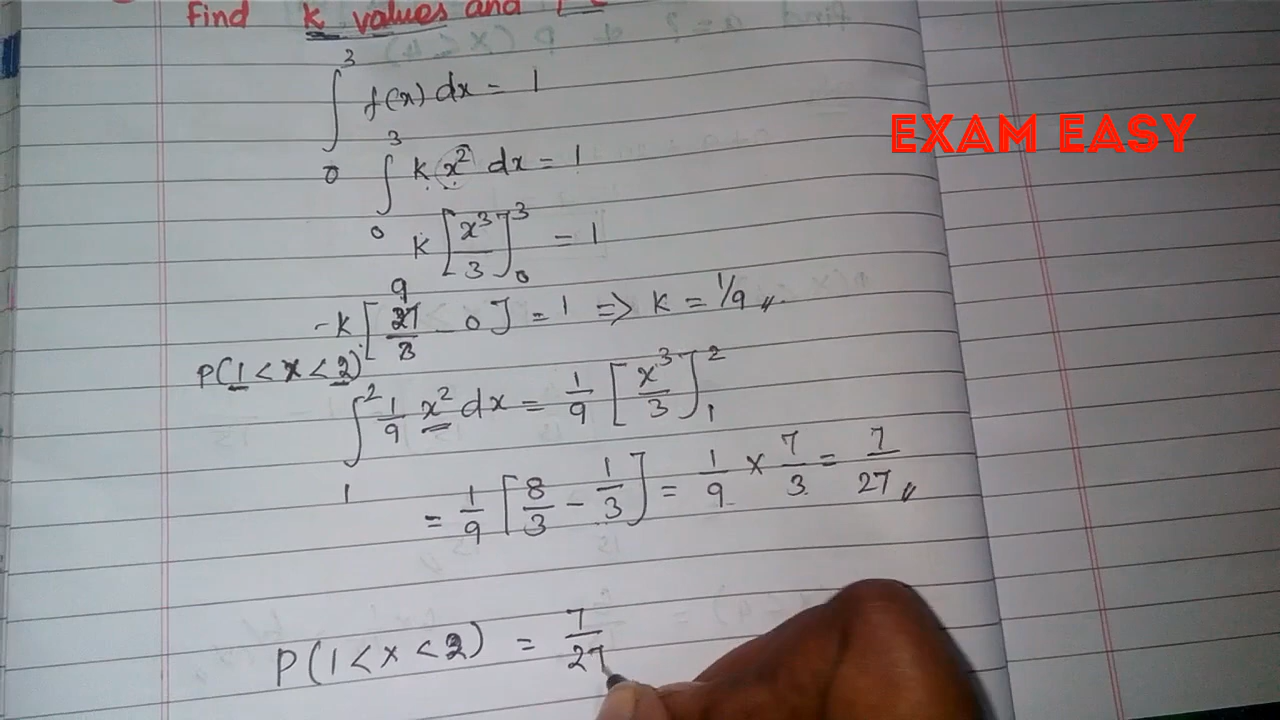 Find k values and
∫₀³ f(x) dx = 1
EXAM EASY
∫₀³ k x² dx = 1
k [x³/3]₀³ = 1
9
-k [27/3 - 0] = 1 ⇒ k = 1/9 〃
P(1 < x < 2)
∫₁² 1/9 x² dx = 1/9 [x³/3]₁²
= 1/9 [8/3 - 1/3] = 1/9 × 7/3 = 7/27 〃
P(1 < x < 2) = 7/27